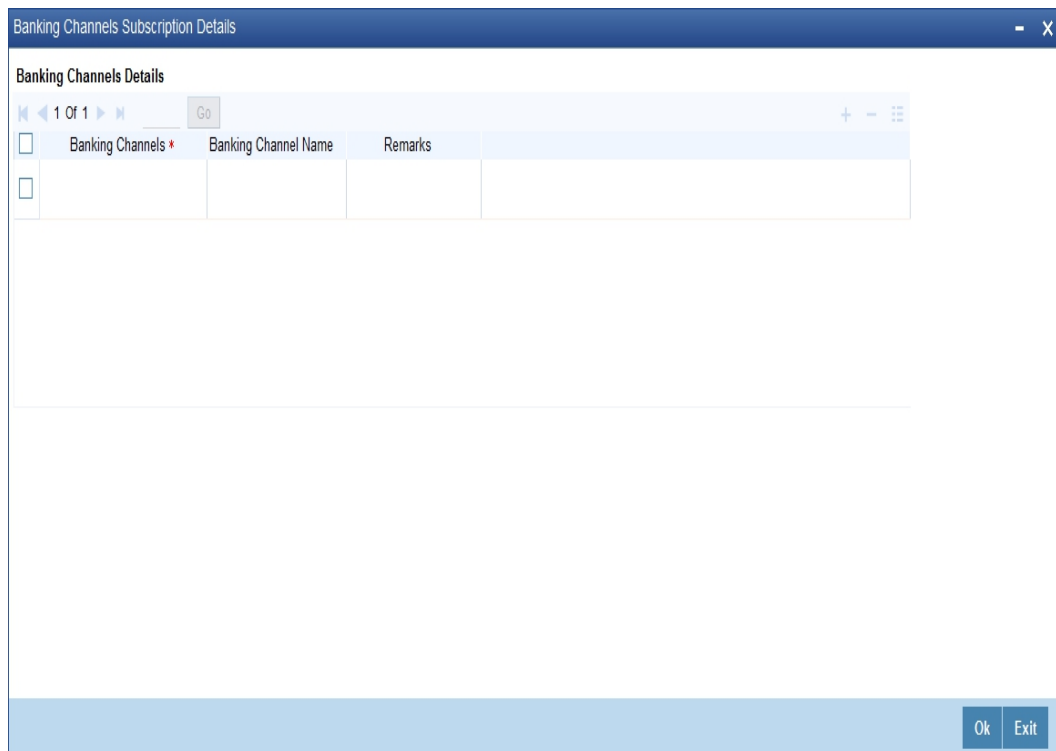 Banking Channels Subscription Details
Banking Channels Details
1 Of 1 Go
Banking Channels * Banking Channel Name Remarks
Ok Exit